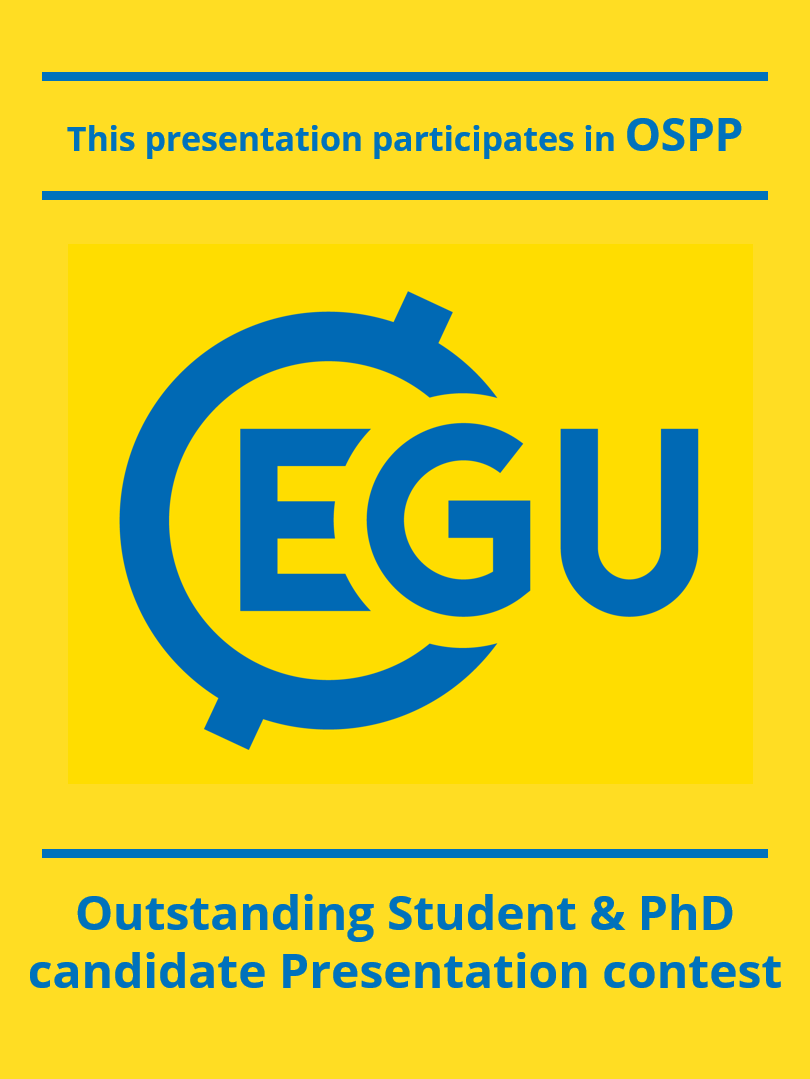 This presentation participates in OSPP
EGU
Outstanding Student & PhD
candidate Presentation contest